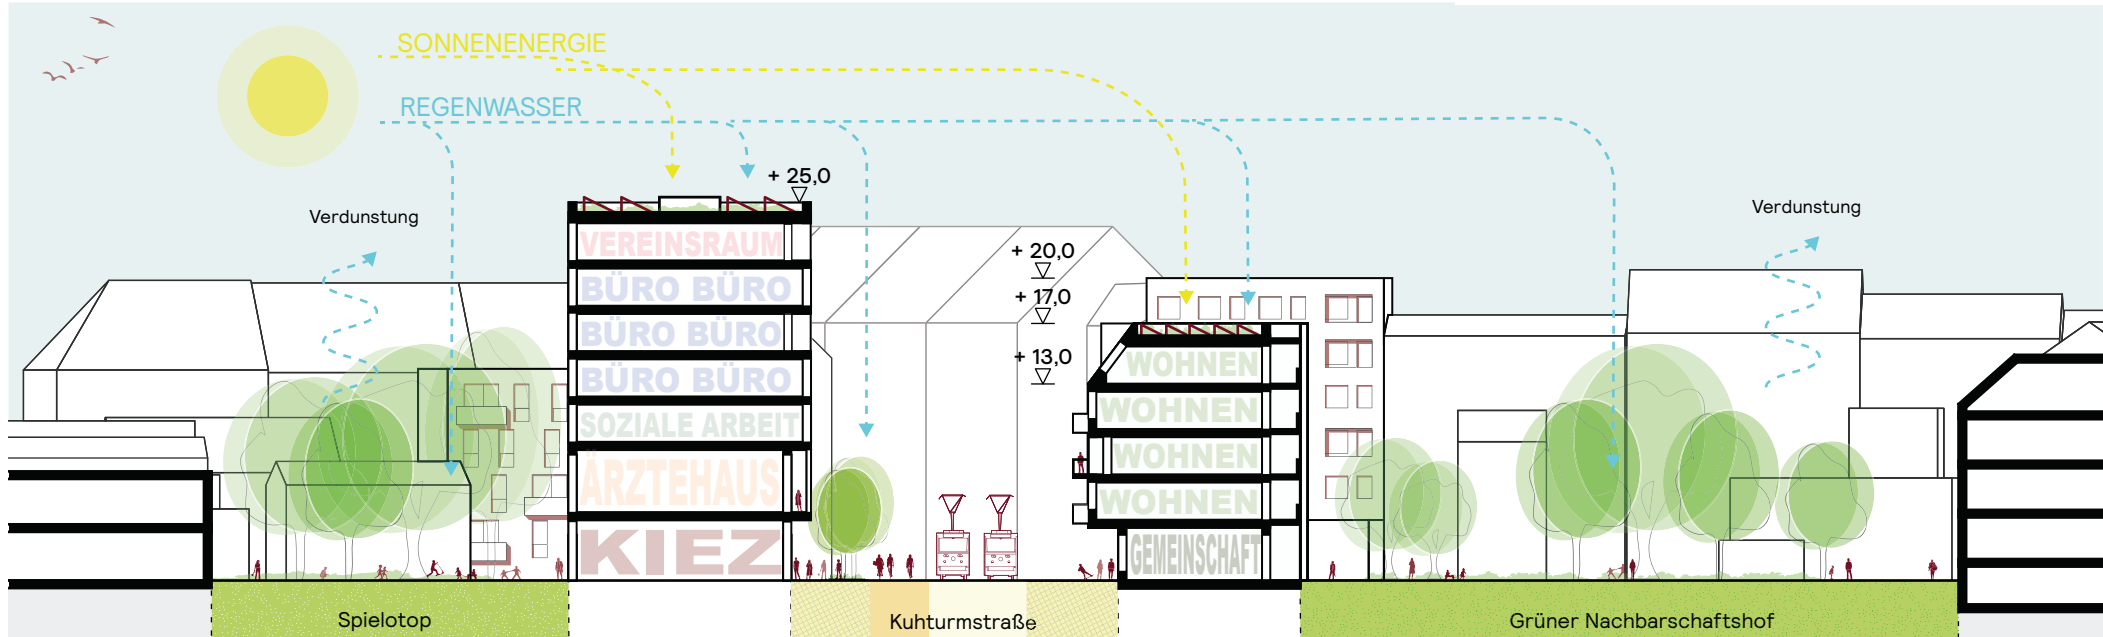 SONNENENERGIE
REGENWASSER
Verdunstung
+ 25,0
Verdunstung
+ 20,0
+ 17,0
+ 13,0
VEREINSRAUM
BÜRO BÜRO
BÜRO BÜRO
BÜRO BÜRO
SOZIALE ARBEIT
ÄRZTEHAUS
KIEZ
WOHNEN
WOHNEN
WOHNEN
WOHNEN
GEMEINSCHAFT
Spielotop
Kuhturmstraße
Grüner Nachbarschaftshof